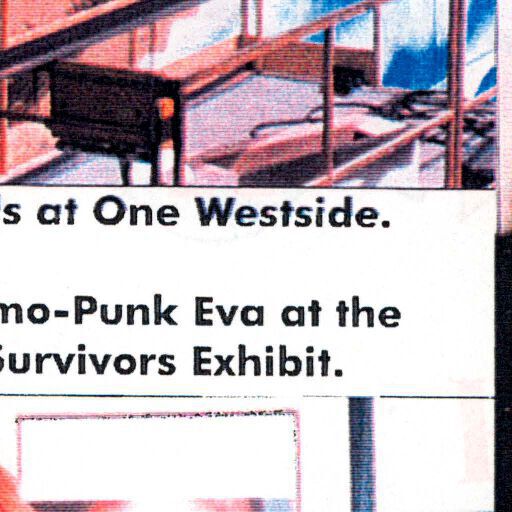 s at One Westside.
mo-Punk Eva at the
Survivors Exhibit.